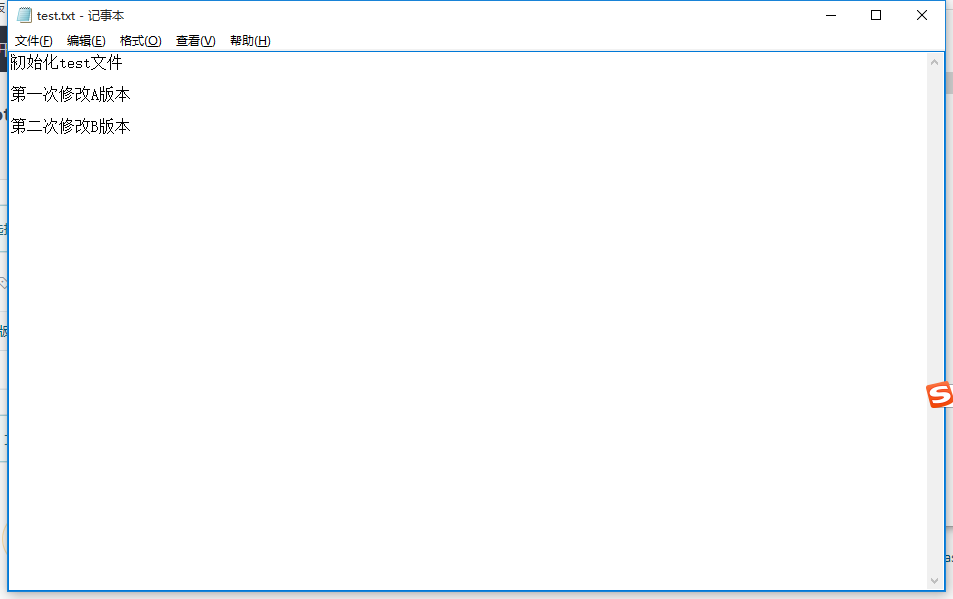 test.txt - 记事本
文件(F) 编辑(E) 格式(O) 查看(V) 帮助(H)
初始化test文件
第一次修改A版本
第二次修改B版本